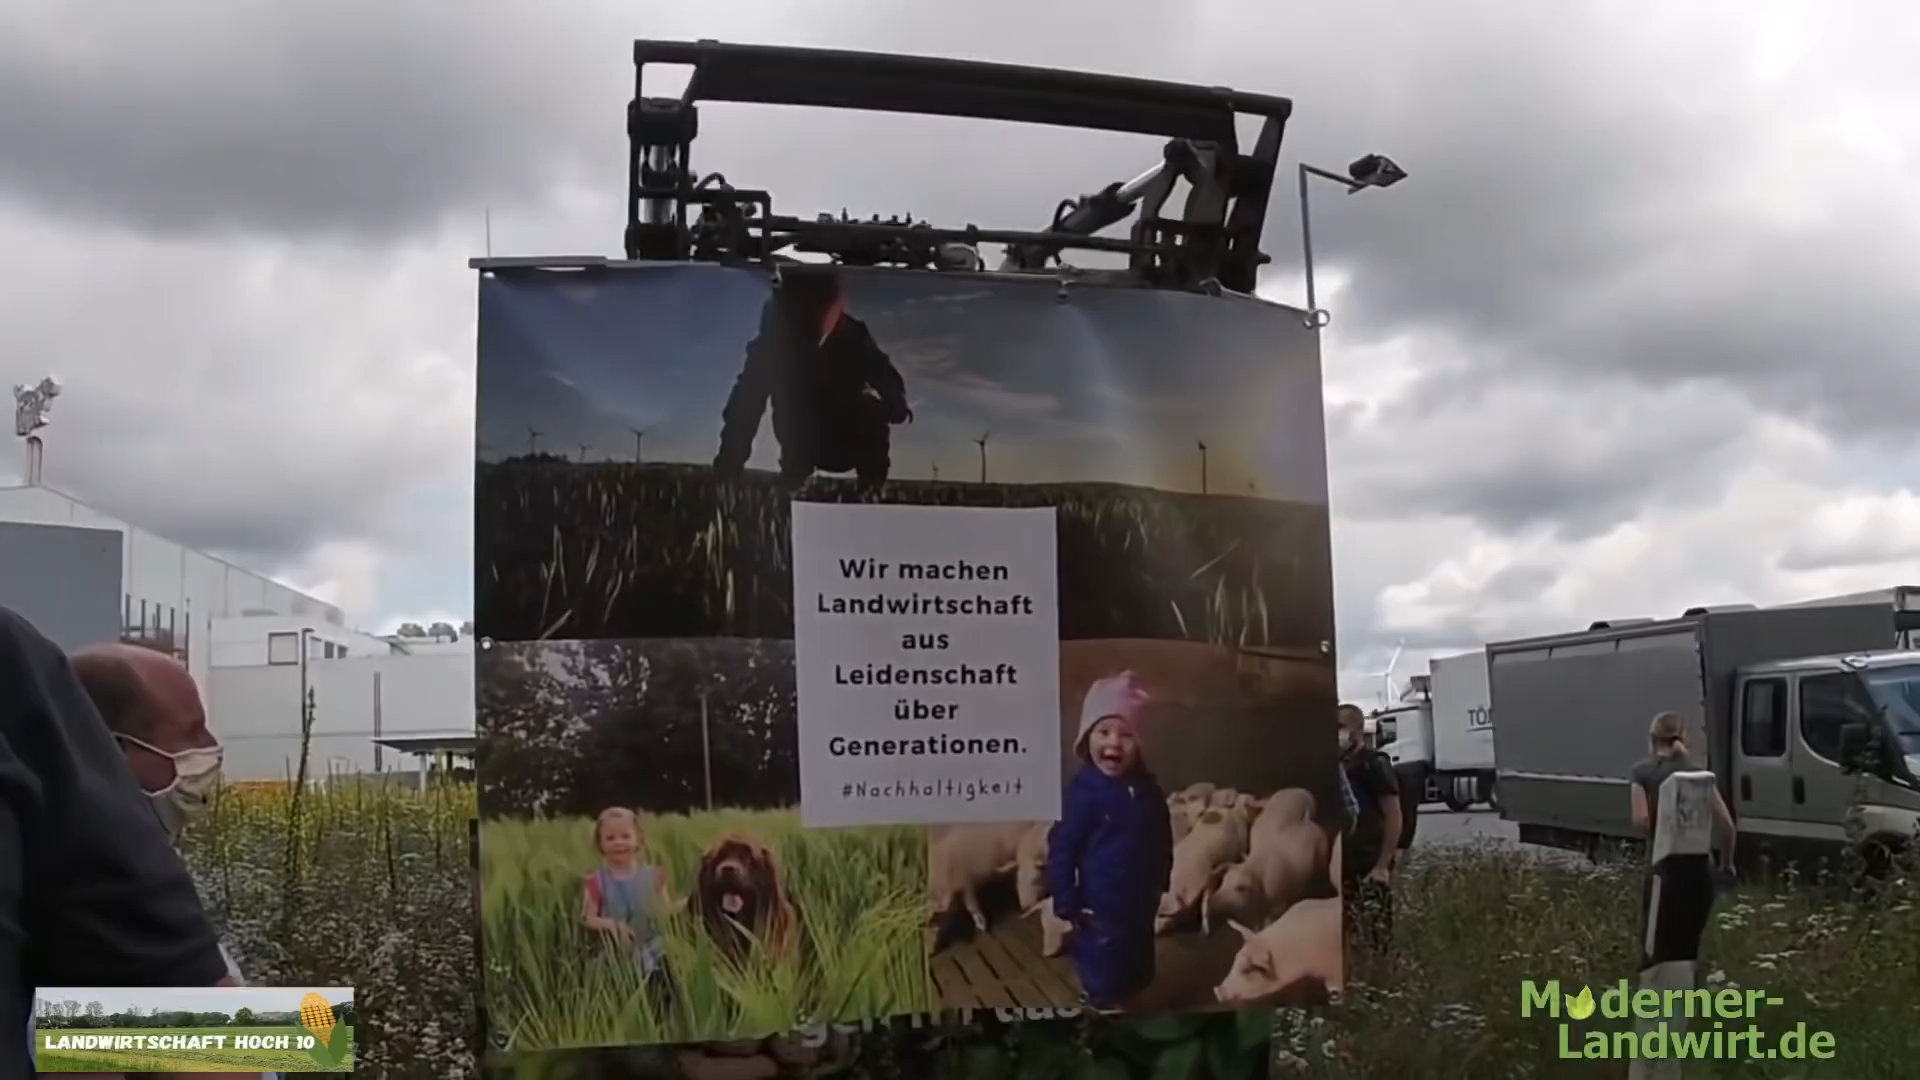 Wir machen
Landwirtschaft
aus
Leidenschaft
über
Generationen.
#Nachhaltigkeit
LANDWIRTSCHAFT HOCH 10
Moderner-
Landwirt.de